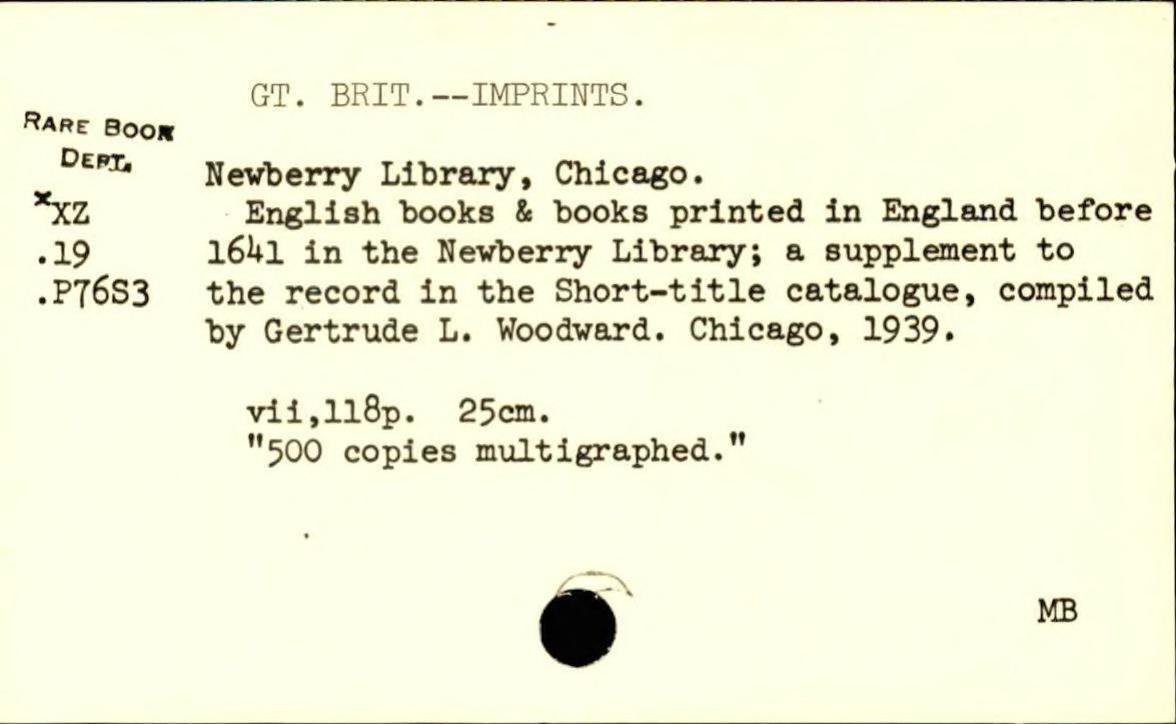 GT. BRIT.--IMPRINTS.
RARE BOOK
DEPT.
Newberry Library, Chicago.
*XZ
English books & books printed in England before
.19
1641 in the Newberry Library; a supplement to
.P76S3
the record in the Short-title catalogue, compiled
by Gertrude L. Woodward. Chicago, 1939.
vii,118p. 25cm.
"500 copies multigraphed."
MB